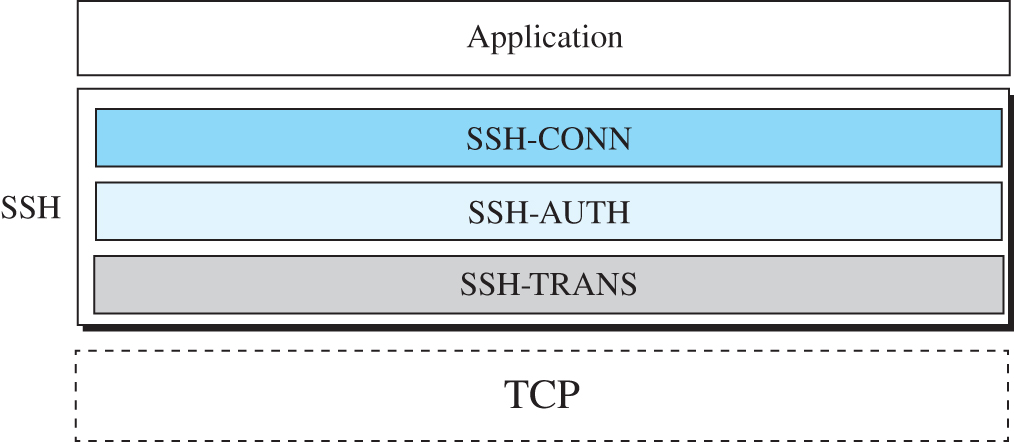 Application
SSH-CONN
SSH
SSH-AUTH
SSH-TRANS
TCP